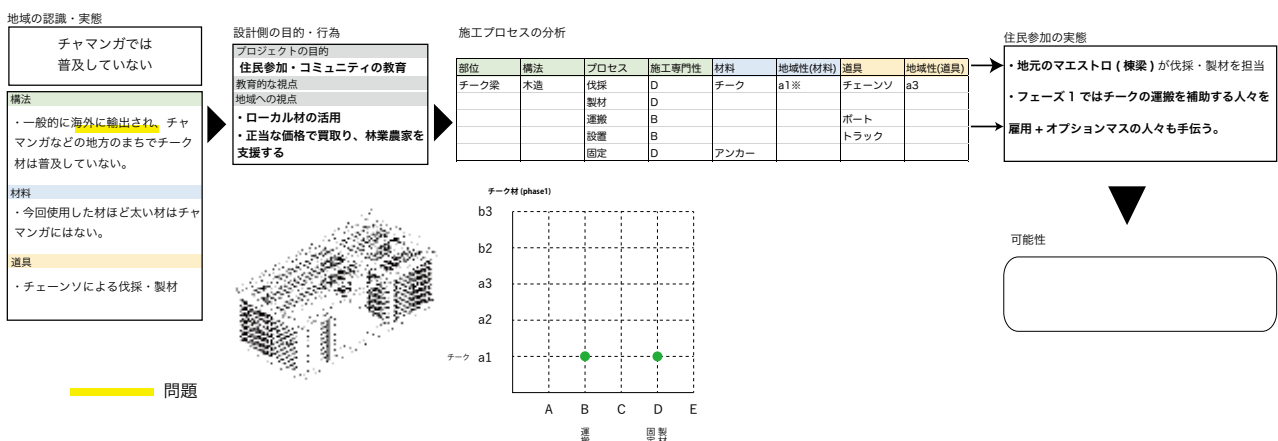 地域の認識・実態
チャマンガでは
普及していない
構法
・一般的に海外に輸出され、チャ
マンガなどの地方のまちでチーク
材は普及していない。
材料
・今回使用した材ほど太い材はチャ
マンガにはない。
道具
・チェーンソによる伐採・製材
問題
設計側の目的・行為
プロジェクトの目的
住民参加・コミュニティの教育
教育的な視点
地域への視点
・ローカル材の活用
・正当な価格で買取り、林業農家を
支援する
施工プロセスの分析
部位 構法 プロセス 施工専門性 材料 地域性(材料) 道具 地域性(道具)
チーク梁 木造 伐採 D チーク a1※ チェーンソ a3
製材 D
運搬 B ボート
設置 B トラック
固定 D アンカー
チーク材 (phase1)
b3
b2
a3
a2
チーク a1
A B C D E
運搬
製材
固定
住民参加の実態
・地元のマエストロ ( 棟梁 ) が伐採・製材を担当
・フェーズ 1 ではチークの運搬を補助する人々を
雇用 + オプションマスの人々も手伝う。
可能性